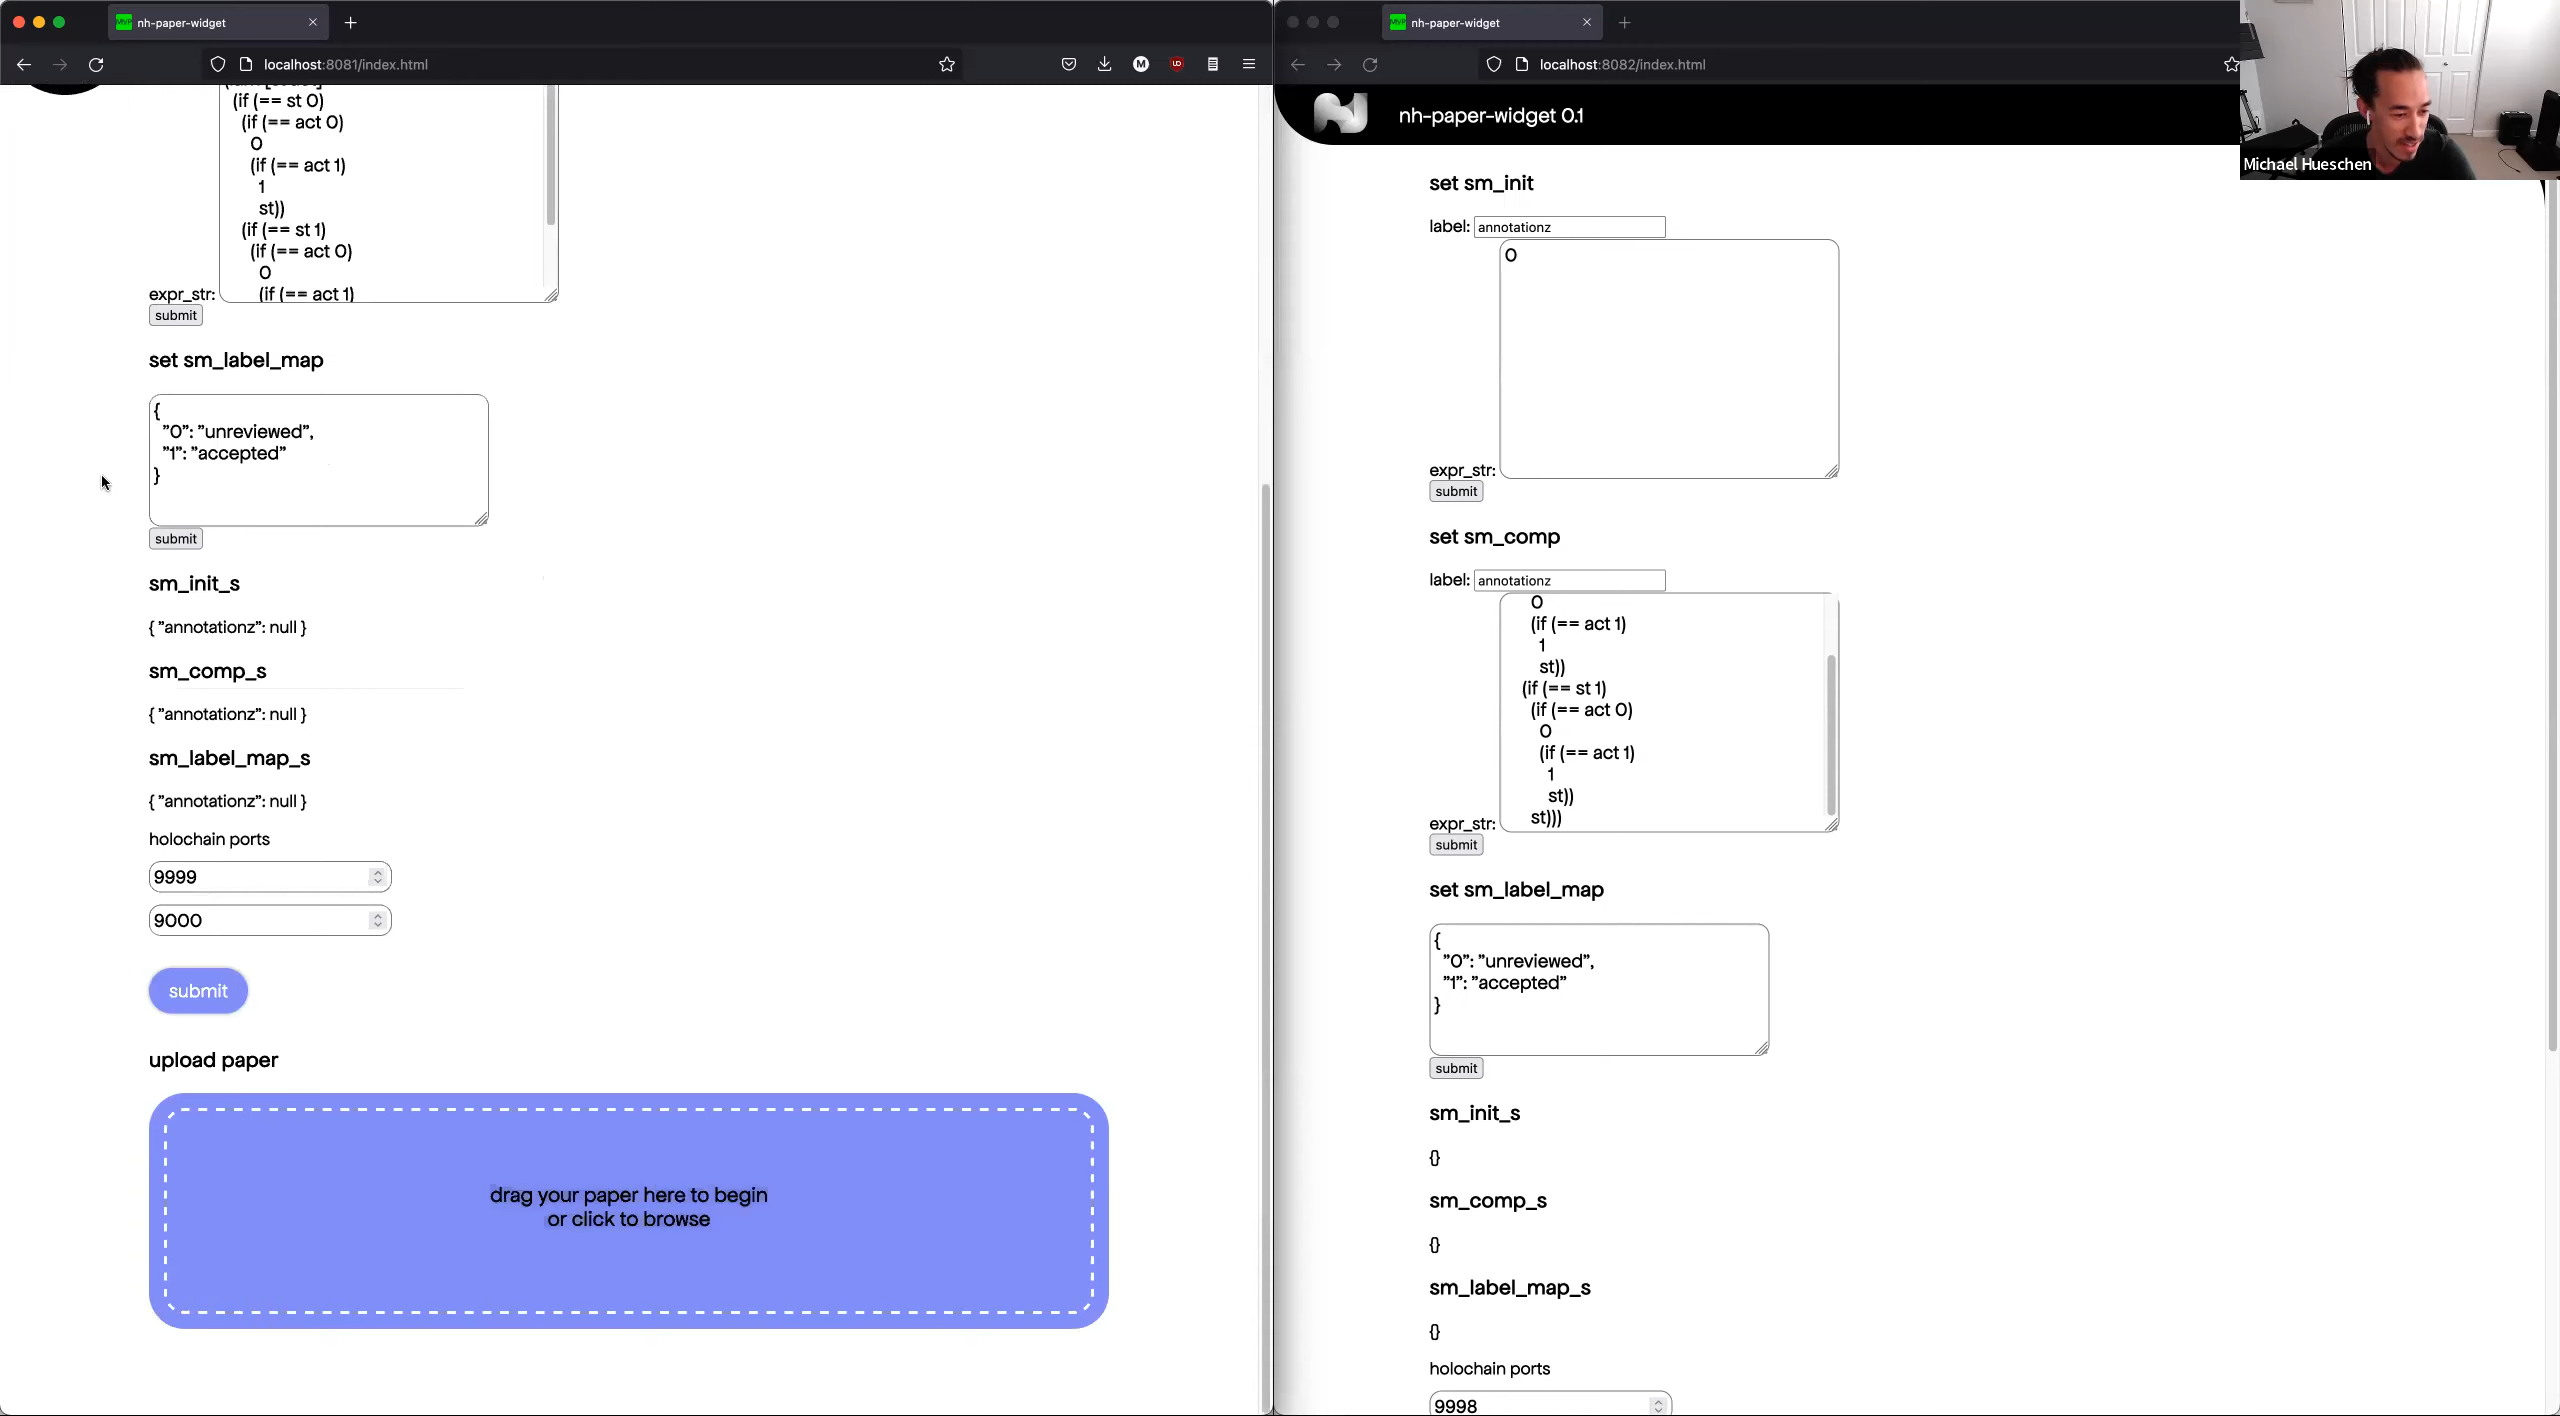 nh-paper-widget
localhost:8081/index.html
(if (== st 0)
(if (== act 0)
0
(if (== act 1)
1
st))
(if (== st 1)
(if (== act 0)
0
(if (== act 1)
expr_str:
submit
set sm_label_map
{
"0": "unreviewed",
"1": "accepted"
}
submit
sm_init_s
{ "annotationz": null }
sm_comp_s
{ "annotationz": null }
sm_label_map_s
{ "annotationz": null }
holochain ports
9999
9000
submit
upload paper
drag your paper here to begin
or click to browse
nh-paper-widget
localhost:8082/index.html
nh-paper-widget 0.1
set sm_init
label: annotationz
0
expr_str:
submit
set sm_comp
label: annotationz
0
(if (== act 1)
1
st))
(if (== st 1)
(if (== act 0)
0
(if (== act 1)
1
st))
st)))
expr_str:
submit
set sm_label_map
{
"0": "unreviewed",
"1": "accepted"
}
submit
sm_init_s
{}
sm_comp_s
{}
sm_label_map_s
{}
holochain ports
9998
Michael Hueschen